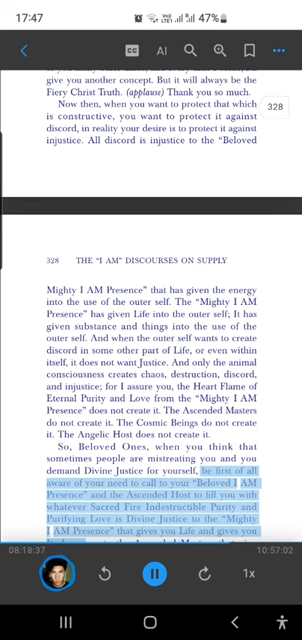 17:47
47%
CC
AI
give you another concept. But it will always be the
Fiery Christ Truth. (applause) Thank you so much.
Now then, when you want to protect that which
is constructive, you want to protect it against
discord, in reality your desire is to protect it against
injustice. All discord is injustice to the “Beloved
328
328 THE “I AM” DISCOURSES ON SUPPLY
Mighty I AM Presence” that has given the energy
into the use of the outer self. The “Mighty I AM
Presence” has given Life into the outer self; It has
given substance and things into the use of the
outer self. And when the outer self wants to create
discord in some other part of Life, or even within
itself, it does not want Justice. And only the animal
consciousness creates chaos, destruction, discord,
and injustice; for I assure you, the Heart Flame of
Eternal Purity and Love from the “Mighty I AM
Presence” does not create it. The Ascended Masters
do not create it. The Cosmic Beings do not create
it. The Angelic Host does not create it.
So, Beloved Ones, when you think that
sometimes people are mistreating you and you
demand Divine Justice for yourself, be first of all
aware of your need to call to your “Beloved I AM
Presence” and the Ascended Host to fill you with
whatever Sacred Fire Indestructible Purity and
Purifying Love is Divine Justice to the “Mighty
I AM Presence” that gives you Life and gives you
08:18:37
10:57:02
1x